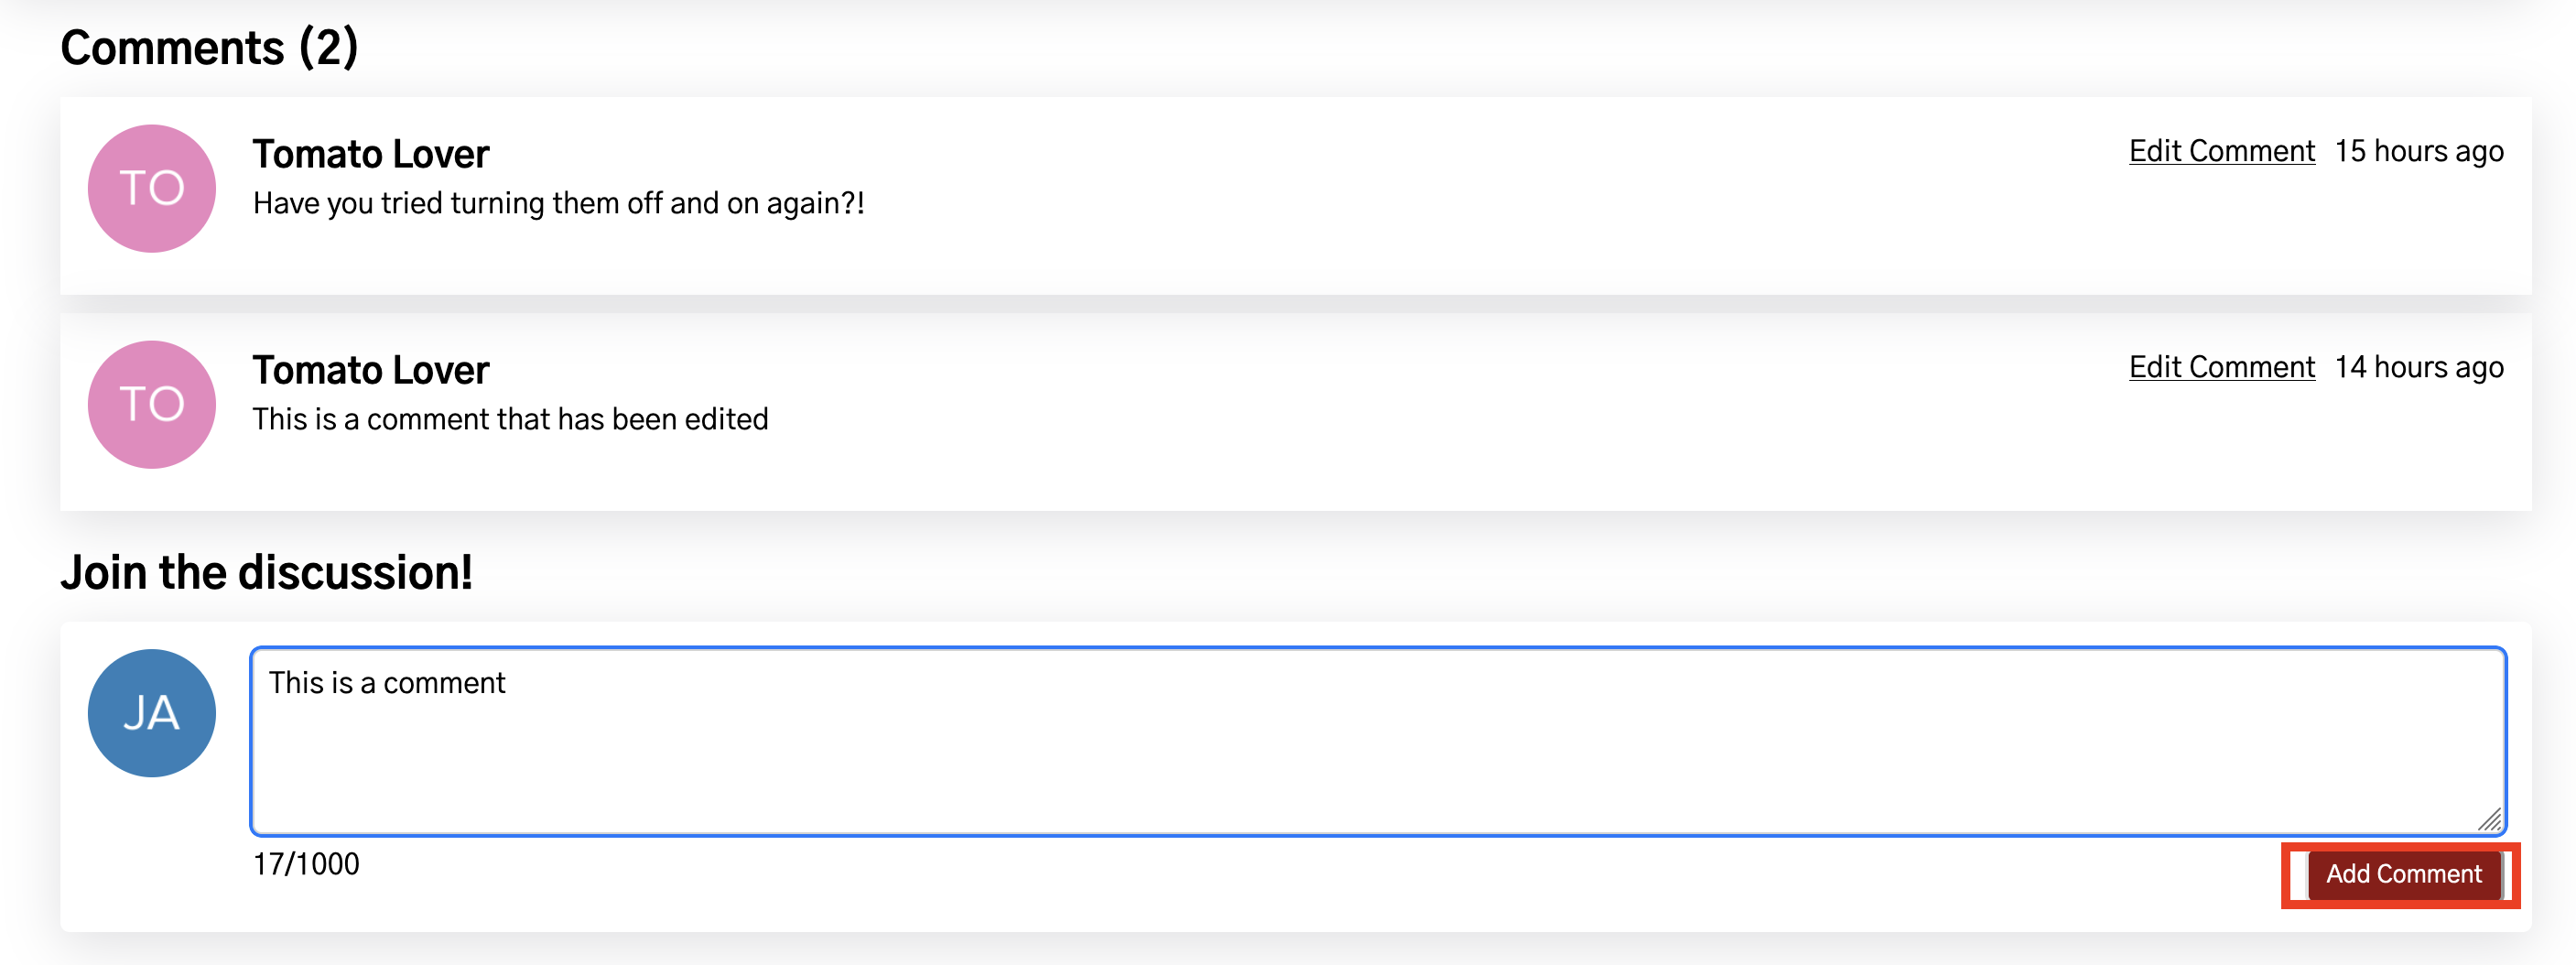 Comments (2)
TO
Tomato Lover
Edit Comment 15 hours ago
Have you tried turning them off and on again?!
TO
Tomato Lover
Edit Comment 14 hours ago
This is a comment that has been edited
Join the discussion!
JA
This is a comment
17/1000
Add Comment